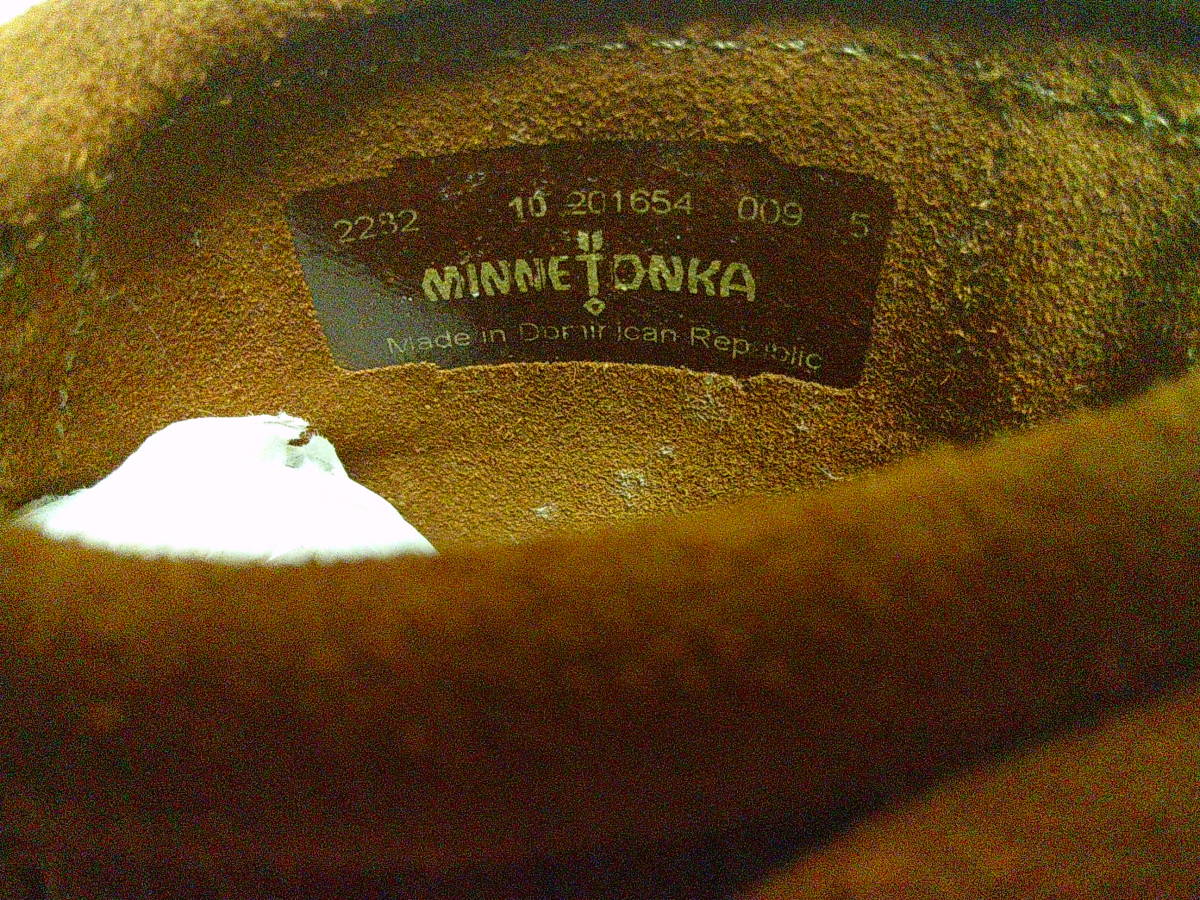 2282 10 201654 009 5
MINNETONKA
Made in Dominican Republic